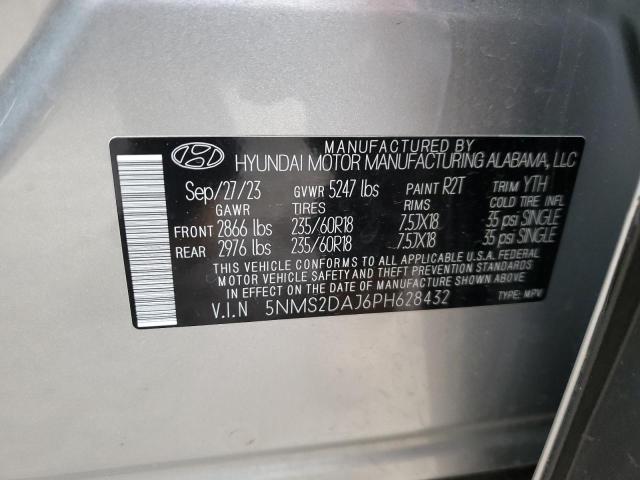 MANUFACTURED BY
HYUNDAI MOTOR MANUFACTURING ALABAMA, LLC
Sep/27/23 GVWR 5247 lbs PAINT R2T TRIM YTH
GAWR TIRES RIMS COLD TIRE INFL
FRONT 2866 lbs 235/60R18 7.5JX18 35 psi SINGLE
REAR 2976 lbs 235/60R18 7.5JX18 35 psi SINGLE
THIS VEHICLE CONFORMS TO ALL APPLICABLE U.S.A. FEDERAL
MOTOR VEHICLE SAFETY, BUMPER, AND THEFT PREVENTION
STANDARDS IN EFFECT ON THE DATE OF MANUFACTURE
SHOWN ABOVE.
V.I.N 5NMS2DAJ6PH628432 TYPE: MPV